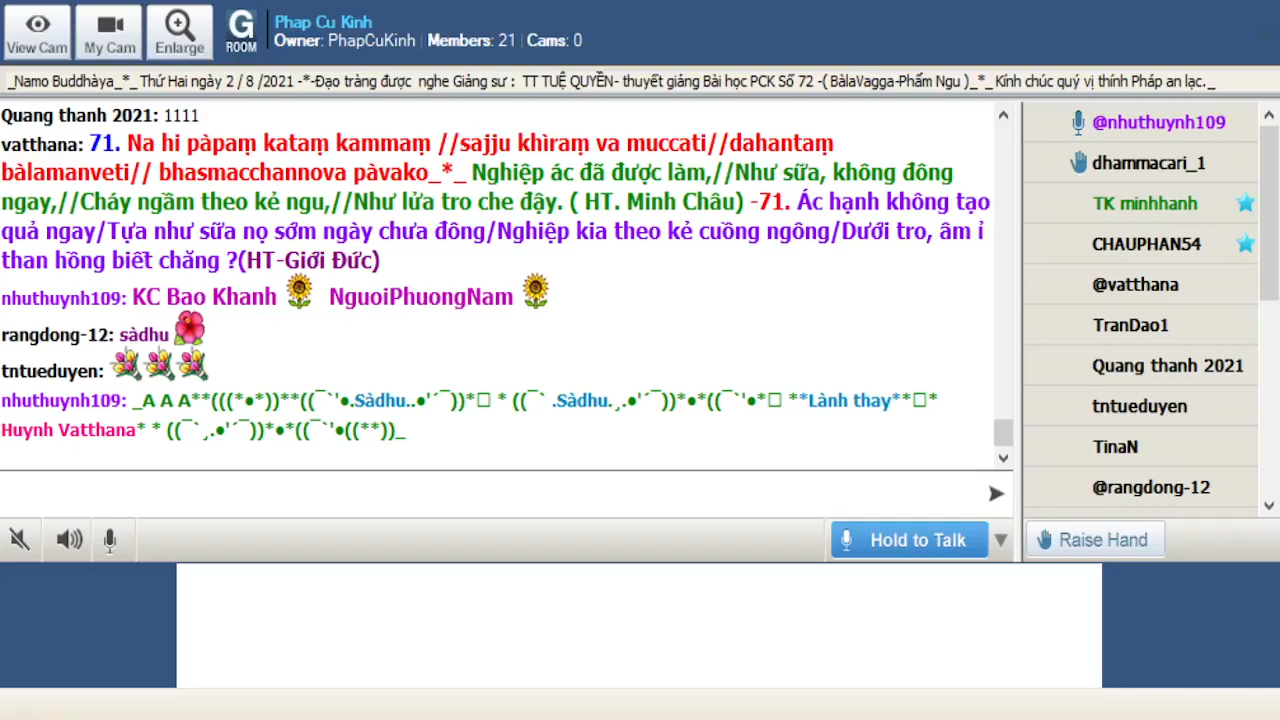 View Cam
My Cam
Enlarge
G
ROOM
Phap Cu Kinh
Owner: PhapCuKinh | Members: 21 | Cams: 0
_Namo Buddhàya_*_ Thứ Hai ngày 2 / 8 /2021 -*-Đạo tràng được nghe Giảng sư : TT TUỆ QUYỀN- thuyết giảng Bài học PCK Số 72 -( BàlaVagga-Phẩm Ngu )_*_ Kính chúc quý vị thính Pháp an lạc._
Quang thanh 2021: 1111
vatthana: 71. Na hi pàpaṃ kataṃ kammaṃ //sajju khìraṃ va muccati//dahantaṃ
bàlamanveti// bhasmacchannova pàvako_*_ Nghiệp ác đã được làm,//Như sữa, không đông
ngay,//Cháy ngầm theo kẻ ngu,//Như lửa tro che đậy. ( HT. Minh Châu) -71. Ác hạnh không tạo
quả ngay/Tựa như sữa nọ sớm ngày chưa đông/Nghiệp kia theo kẻ cuồng ngông/Dưới tro, âm ỉ
than hồng biết chăng ?(HT-Giới Đức)
nhuthuynh109: KC Bao Khanh NguoiPhuongNam
rangdong-12: sàdhu
tntueduyen:
nhuthuynh109: _A A A**(((*●*))**((¯`'●.Sàdhu..●'´¯))*□ * ((¯` .Sàdhu.¸.●'´¯))*●*((¯`'●*□ **Lành thay**□*
Huynh Vatthana* * ((¯`¸.●'´¯))*●*((¯`'●((**))_
Hold to Talk
@nhuthuynh109
dhammacari_1
TK minhhanh
CHAUPHAN54
@vatthana
TranDao1
Quang thanh 2021
tntueduyen
TinaN
@rangdong-12
Raise Hand